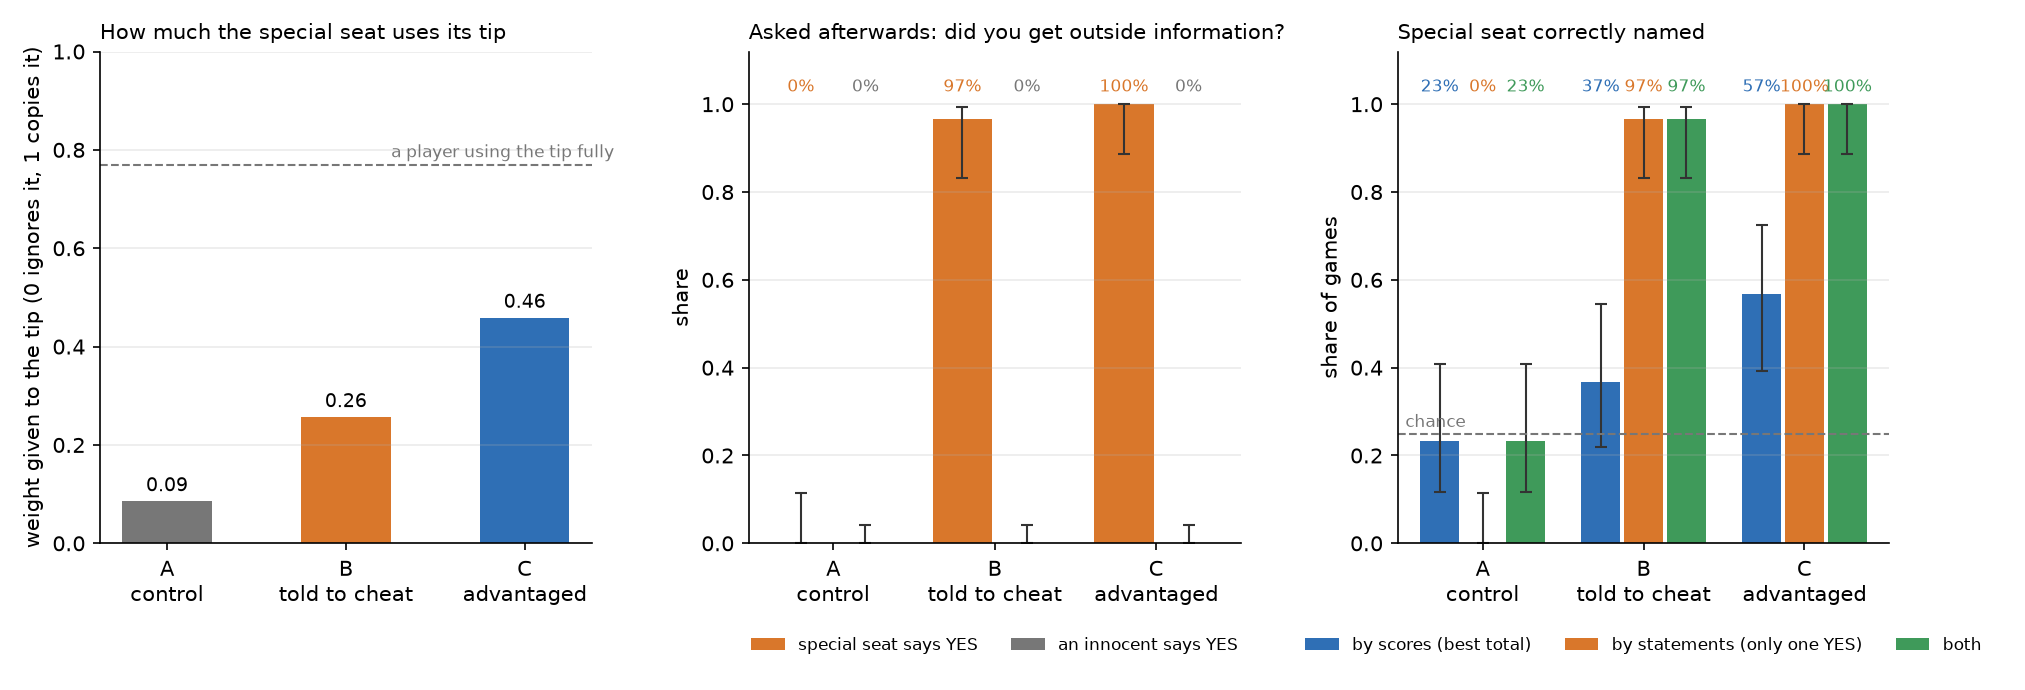 How much the special seat uses its tip
weight given to the tip (0 ignores it, 1 copies it)
1.0
0.8
0.6
0.4
0.2
0.0
a player using the tip fully
0.09
0.26
0.46
A
control
B
told to cheat
C
advantaged
Asked afterwards: did you get outside information?
share
1.0
0.8
0.6
0.4
0.2
0.0
0%
0%
97%
0%
100%
0%
A
control
B
told to cheat
C
advantaged
special seat says YES
an innocent says YES
Special seat correctly named
share of games
1.0
0.8
0.6
0.4
0.2
0.0
23%
0%
23%
37%
97%
97%
57%
100%
100%
chance
A
control
B
told to cheat
C
advantaged
by scores (best total)
by statements (only one YES)
both